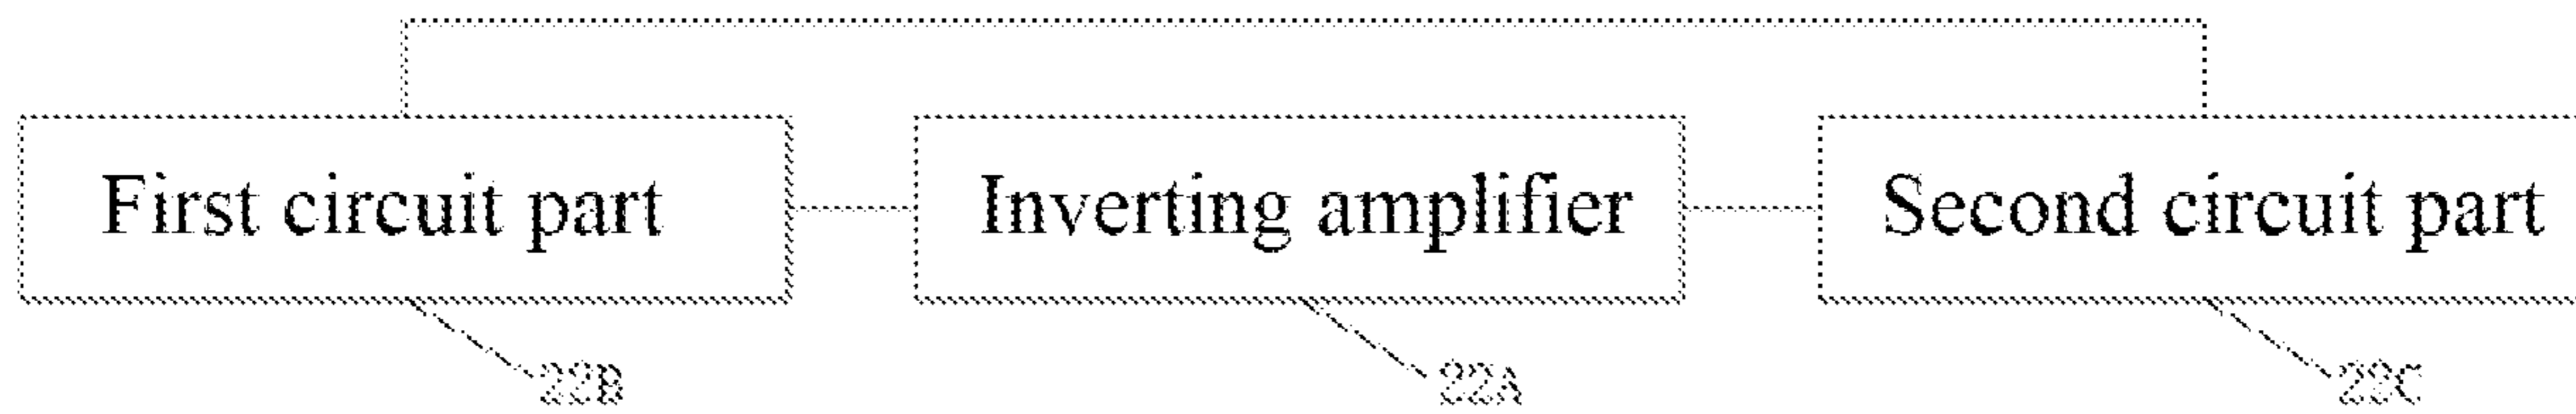 First circuit part Inverting amplifier Second circuit part
22B 22A 22C